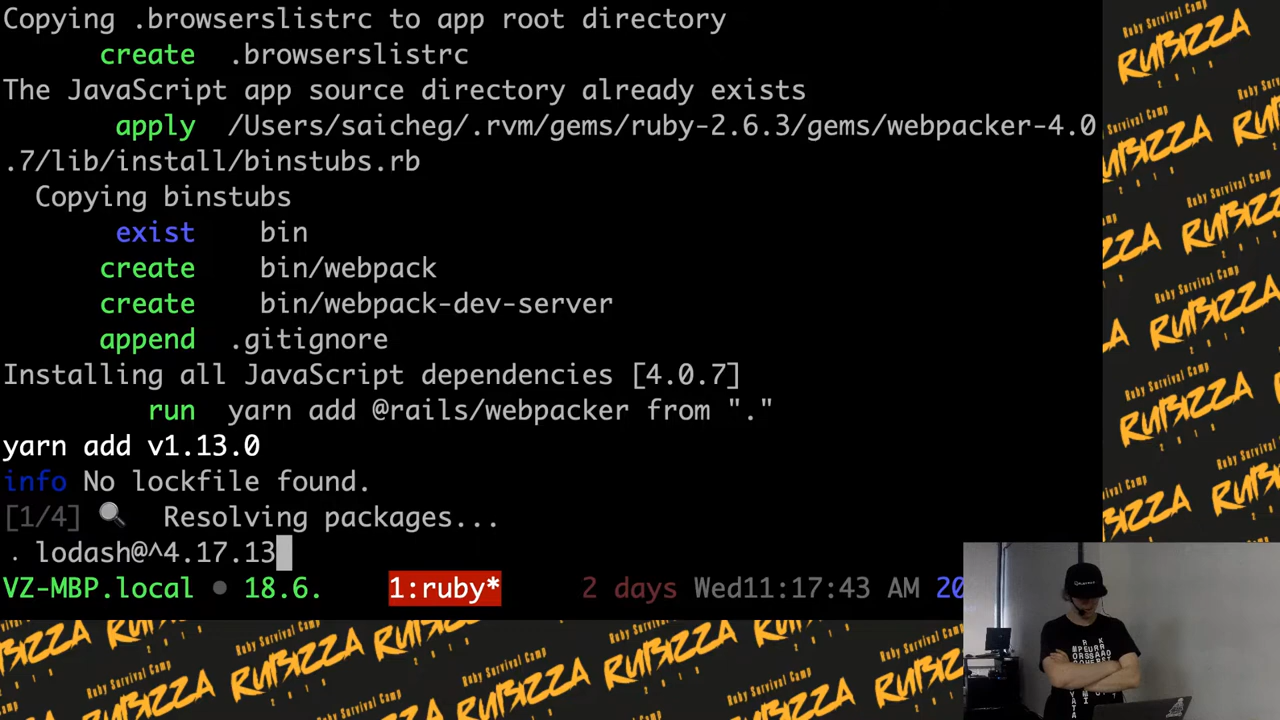 Copying .browserslistrc to app root directory
create .browserslistrc
The JavaScript app source directory already exists
apply /Users/saicheg/.rvm/gems/ruby-2.6.3/gems/webpacker-4.0
.7/lib/install/binstubs.rb
Copying binstubs
exist bin
create bin/webpack
create bin/webpack-dev-server
append .gitignore
Installing all JavaScript dependencies [4.0.7]
run yarn add @rails/webpacker from "."
yarn add v1.13.0
info No lockfile found.
[1/4] 🔍 Resolving packages...
. lodash@^4.17.13
VZ-MBP.local • 18.6. 1:ruby* 2 days Wed11:17:43 AM 20
Ruby Survival Camp
RUBIZZA
2019